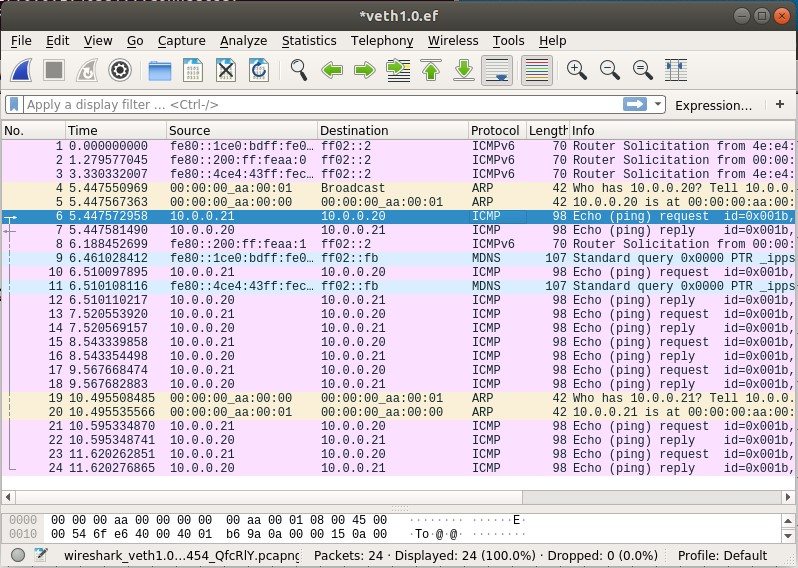 *veth1.0.ef
File Edit View Go Capture Analyze Statistics Telephony Wireless Tools Help
Apply a display filter ... <Ctrl-/> Expression... +
No. Time Source Destination Protocol Length Info
1 0.000000000 fe80::1ce0:bdff:fe0... ff02::2 ICMPv6 70 Router Solicitation from 4e:e4:
2 1.279577045 fe80::200:ff:feaa:0 ff02::2 ICMPv6 70 Router Solicitation from 00:00:
3 3.330332007 fe80::4ce4:43ff:fec... ff02::2 ICMPv6 70 Router Solicitation from 4e:e4:
4 5.447550969 00:00:00_aa:00:01 Broadcast ARP 42 Who has 10.0.0.20? Tell 10.0.0.
5 5.447567363 00:00:00_aa:00:00 00:00:00_aa:00:01 ARP 42 10.0.0.20 is at 00:00:00:aa:00:
6 5.447572958 10.0.0.21 10.0.0.20 ICMP 98 Echo (ping) request id=0x001b,
7 5.447581490 10.0.0.20 10.0.0.21 ICMP 98 Echo (ping) reply id=0x001b,
8 6.188452699 fe80::200:ff:feaa:1 ff02::2 ICMPv6 70 Router Solicitation from 00:00:
9 6.461028412 fe80::1ce0:bdff:fe0... ff02::fb MDNS 107 Standard query 0x0000 PTR _ipps
10 6.510097895 10.0.0.21 10.0.0.20 ICMP 98 Echo (ping) request id=0x001b,
11 6.510108116 fe80::4ce4:43ff:fec... ff02::fb MDNS 107 Standard query 0x0000 PTR _ipps
12 6.510110217 10.0.0.20 10.0.0.21 ICMP 98 Echo (ping) reply id=0x001b,
13 7.520553920 10.0.0.21 10.0.0.20 ICMP 98 Echo (ping) request id=0x001b,
14 7.520569157 10.0.0.20 10.0.0.21 ICMP 98 Echo (ping) reply id=0x001b,
15 8.543339858 10.0.0.21 10.0.0.20 ICMP 98 Echo (ping) request id=0x001b,
16 8.543354498 10.0.0.20 10.0.0.21 ICMP 98 Echo (ping) reply id=0x001b,
17 9.567668474 10.0.0.21 10.0.0.20 ICMP 98 Echo (ping) request id=0x001b,
18 9.567682883 10.0.0.20 10.0.0.21 ICMP 98 Echo (ping) reply id=0x001b,
19 10.495508485 00:00:00_aa:00:00 00:00:00_aa:00:01 ARP 42 Who has 10.0.0.21? Tell 10.0.0.
20 10.495535566 00:00:00_aa:00:01 00:00:00_aa:00:00 ARP 42 10.0.0.21 is at 00:00:00:aa:00:
21 10.595334870 10.0.0.21 10.0.0.20 ICMP 98 Echo (ping) request id=0x001b,
22 10.595348741 10.0.0.20 10.0.0.21 ICMP 98 Echo (ping) reply id=0x001b,
23 11.620262851 10.0.0.21 10.0.0.20 ICMP 98 Echo (ping) request id=0x001b,
24 11.620276865 10.0.0.20 10.0.0.21 ICMP 98 Echo (ping) reply id=0x001b,
0000 00 00 00 aa 00 00 00 00 00 aa 00 01 08 00 45 00 ········ ······E·
0010 00 54 6f e6 40 00 40 01 b6 9a 0a 00 00 15 0a 00 ·To·@·@· ········
wireshark_veth1.0...454_QfcRlY.pcapng Packets: 24 · Displayed: 24 (100.0%) · Dropped: 0 (0.0%) Profile: Default